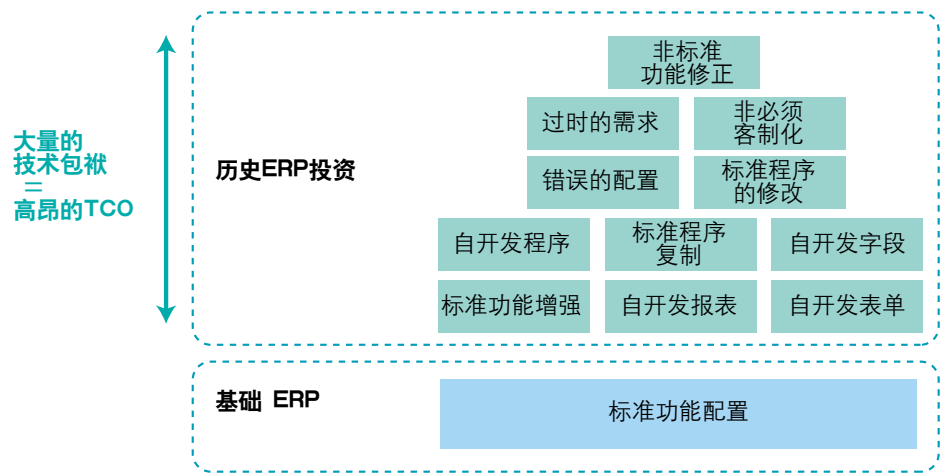 大量的
技术包袱
=
高昂的TCO
历史ERP投资
非标准
功能修正
过时的需求
非必须
客制化
错误的配置
标准程序
的修改
自开发程序
标准程序
复制
自开发字段
标准功能增强
自开发报表
自开发表单
基础 ERP
标准功能配置